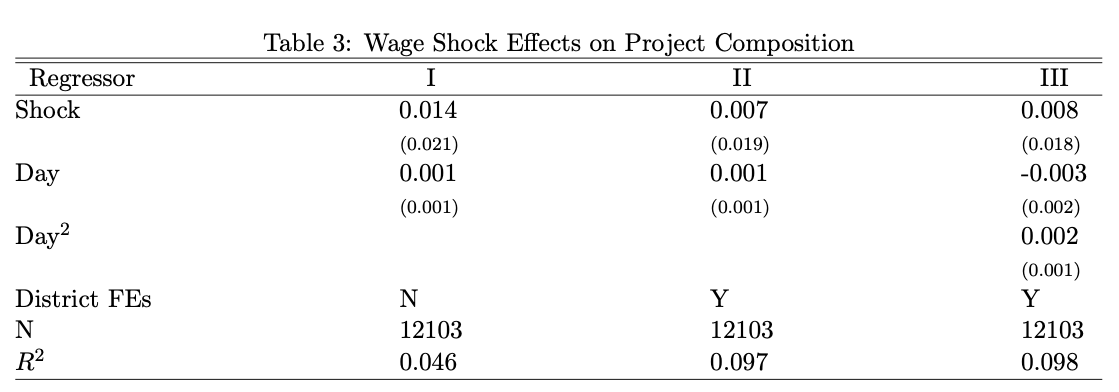 Table 3: Wage Shock Effects on Project Composition
Regressor I II III
Shock 0.014 0.007 0.008
(0.021) (0.019) (0.018)
Day 0.001 0.001 -0.003
(0.001) (0.001) (0.002)
Day² 0.002
(0.001)
District FEs N Y Y
N 12103 12103 12103
R² 0.046 0.097 0.098